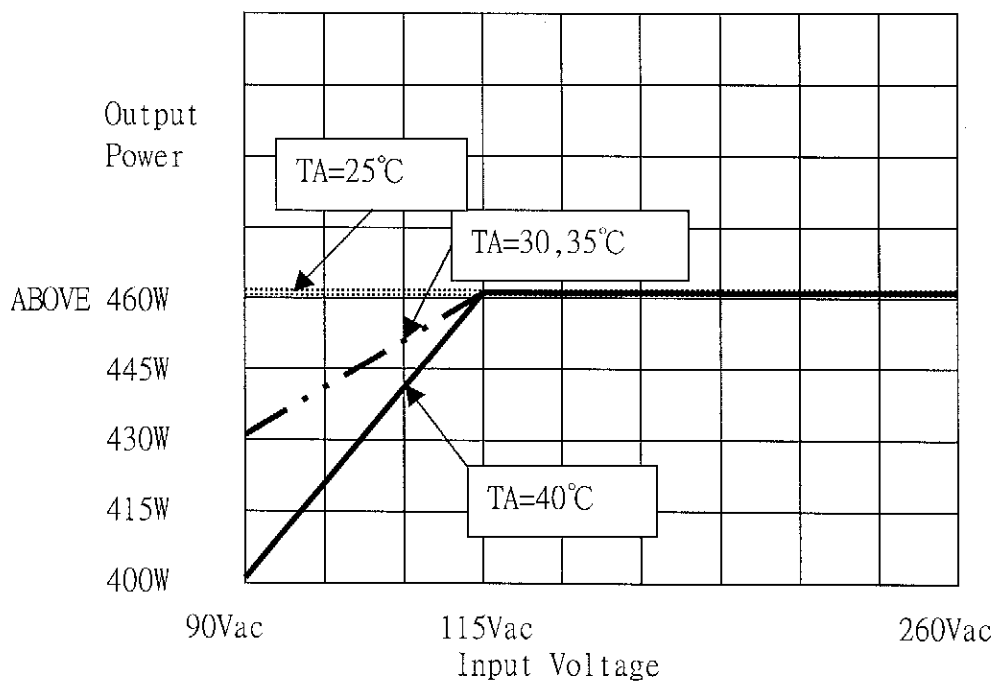 Output
Power
TA=25℃
TA=30,35℃
ABOVE 460W
445W
430W
TA=40℃
415W
400W
90Vac
115Vac
260Vac
Input Voltage